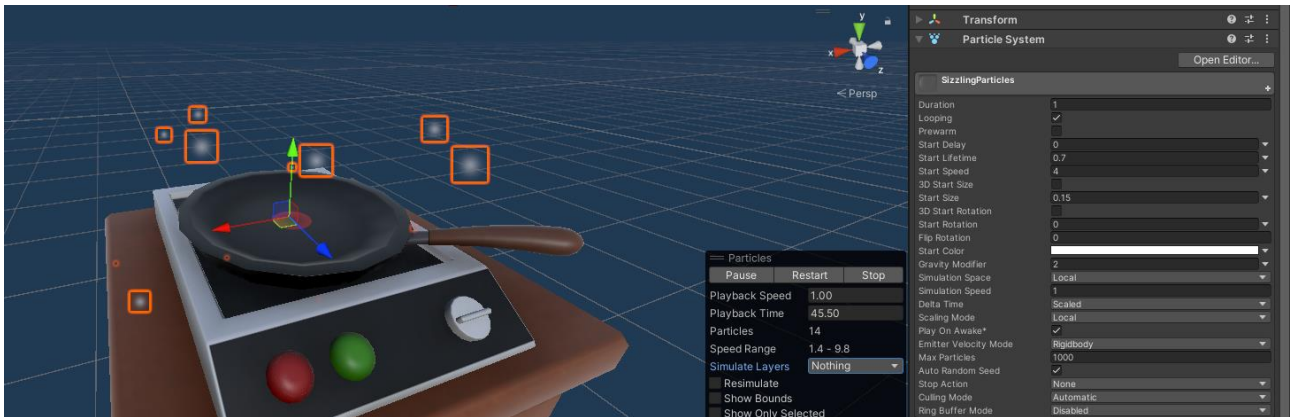 y
x
z
< Persp
Particles
Pause Restart Stop
Playback Speed 1.00
Playback Time 45.50
Particles 14
Speed Range 1.4 - 9.8
Simulate Layers Nothing
Resimulate
Show Bounds
Show Only Selected
Transform
Particle System
Open Editor...
SizzlingParticles
+
Duration 1
Looping
Prewarm
Start Delay 0
Start Lifetime 0.7
Start Speed 4
3D Start Size
Start Size 0.15
3D Start Rotation
Start Rotation 0
Flip Rotation 0
Start Color
Gravity Modifier 2
Simulation Space Local
Simulation Speed 1
Delta Time Scaled
Scaling Mode Local
Play On Awake*
Emitter Velocity Mode Rigidbody
Max Particles 1000
Auto Random Seed
Stop Action None
Culling Mode Automatic
Ring Buffer Mode Disabled